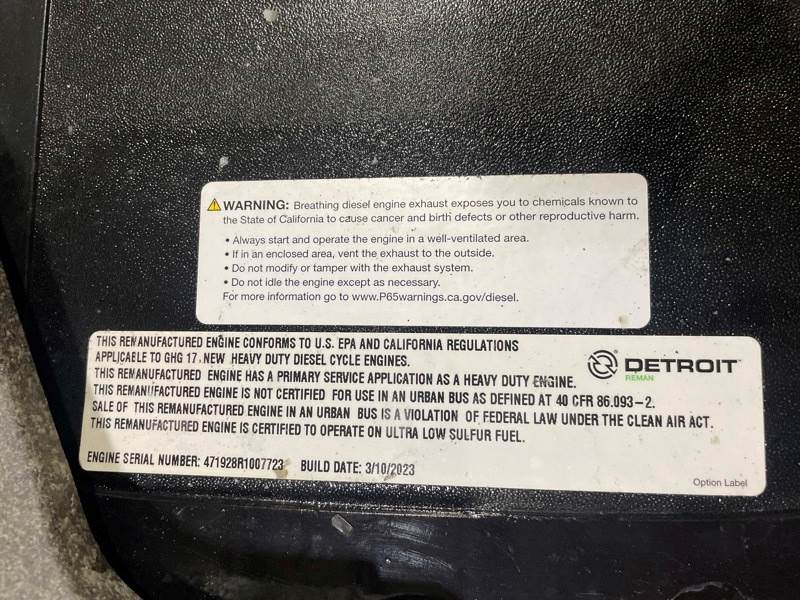 WARNING: Breathing diesel engine exhaust exposes you to chemicals known to
the State of California to cause cancer and birth defects or other reproductive harm.
• Always start and operate the engine in a well-ventilated area.
• If in an enclosed area, vent the exhaust to the outside.
• Do not modify or tamper with the exhaust system.
• Do not idle the engine except as necessary.
For more information go to www.P65warnings.ca.gov/diesel.
THIS REMANUFACTURED ENGINE CONFORMS TO U.S. EPA AND CALIFORNIA REGULATIONS
APPLICABLE TO GHG 17 . NEW HEAVY DUTY DIESEL CYCLE ENGINES.
THIS REMANUFACTURED ENGINE HAS A PRIMARY SERVICE APPLICATION AS A HEAVY DUTY ENGINE.
THIS REMANUFACTURED ENGINE IS NOT CERTIFIED FOR USE IN AN URBAN BUS AS DEFINED AT 40 CFR 86.093-2.
SALE OF THIS REMANUFACTURED ENGINE IN AN URBAN BUS IS A VIOLATION OF FEDERAL LAW UNDER THE CLEAN AIR ACT.
THIS REMANUFACTURED ENGINE IS CERTIFIED TO OPERATE ON ULTRA LOW SULFUR FUEL.
DETROIT
REMAN
ENGINE SERIAL NUMBER: 471928R1007723 BUILD DATE: 3/10/2023
Option Label